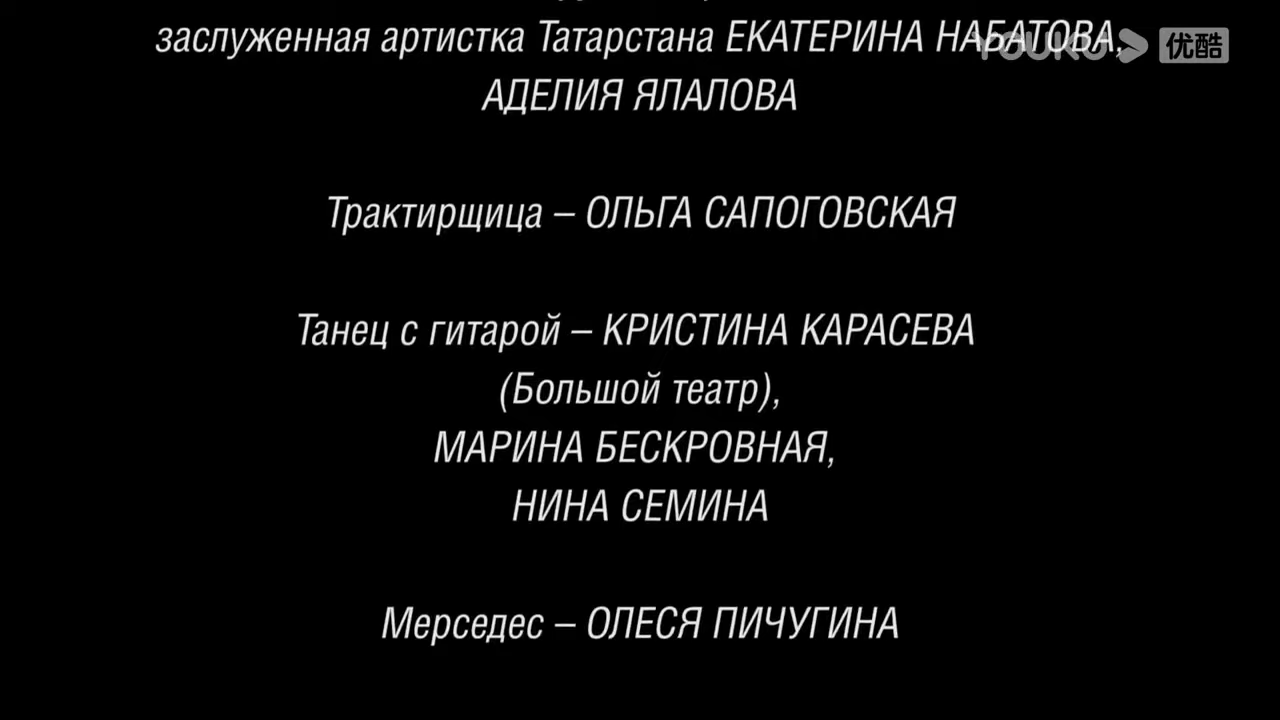 заслуженная артистка Татарстана ЕКАТЕРИНА НАБАТОВА,
YOUKU 优酷
АДЕЛИЯ ЯЛАЛОВА
Трактирщица – ОЛЬГА САПОГОВСКАЯ
Танец с гитарой – КРИСТИНА КАРАСЕВА
(Большой театр),
МАРИНА БЕСКРОВНАЯ,
НИНА СЕМИНА
Мерседес – ОЛЕСЯ ПИЧУГИНА